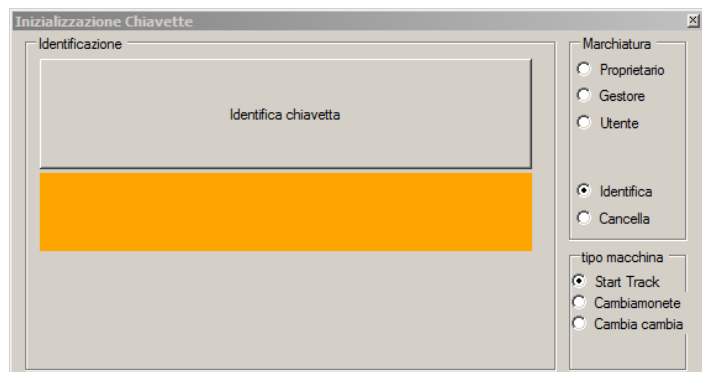 Inizializzazione Chiavette
Identificazione
Identifica chiavetta
Marchiatura
Proprietario
Gestore
Utente
Identifica
Cancella
tipo macchina
Start Track
Cambiamonete
Cambia cambia